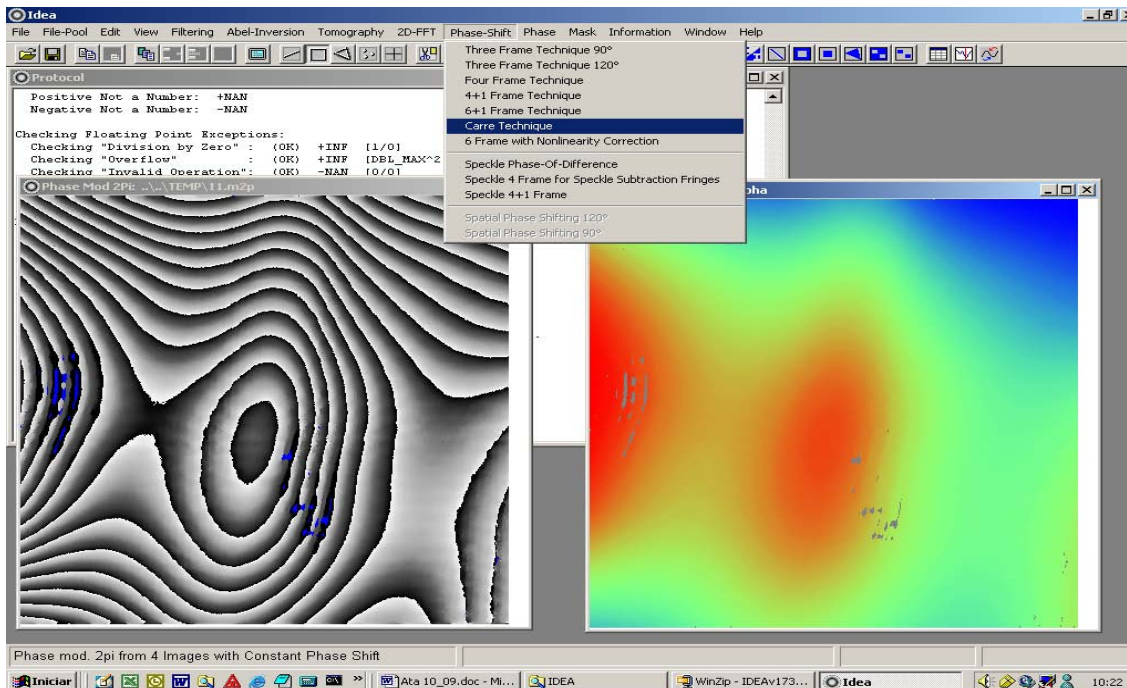 Idea
File File-Pool Edit View Filtering Abel-Inversion Tomography 2D-FFT Phase-Shift Phase Mask Information Window Help
Protocol
Positive Not a Number: +NAN
Negative Not a Number: -NAN
Checking Floating Point Exceptions:
Checking "Division by Zero" : (OK) +INF [1/0]
Checking "Overflow" : (OK) +INF [DBL_MAX^2
Checking "Invalid Operation": (OK) -NAN [0/0]
Three Frame Technique 90°
Three Frame Technique 120°
Four Frame Technique
4+1 Frame Technique
6+1 Frame Technique
Carre Technique
6 Frame with Nonlinearity Correction
Speckle Phase-Of-Difference
Speckle 4 Frame for Speckle Subtraction Fringes
Speckle 4+1 Frame
Spatial Phase Shifting 120°
Spatial Phase Shifting 90°
Phase Mod 2Pi: ..\..\TEMP\11.m2p
pha
Phase mod. 2pi from 4 Images with Constant Phase Shift
Iniciar
Ata 10_09.doc - Mi...
IDEA
WinZip - IDEAv173...
Idea
10:22